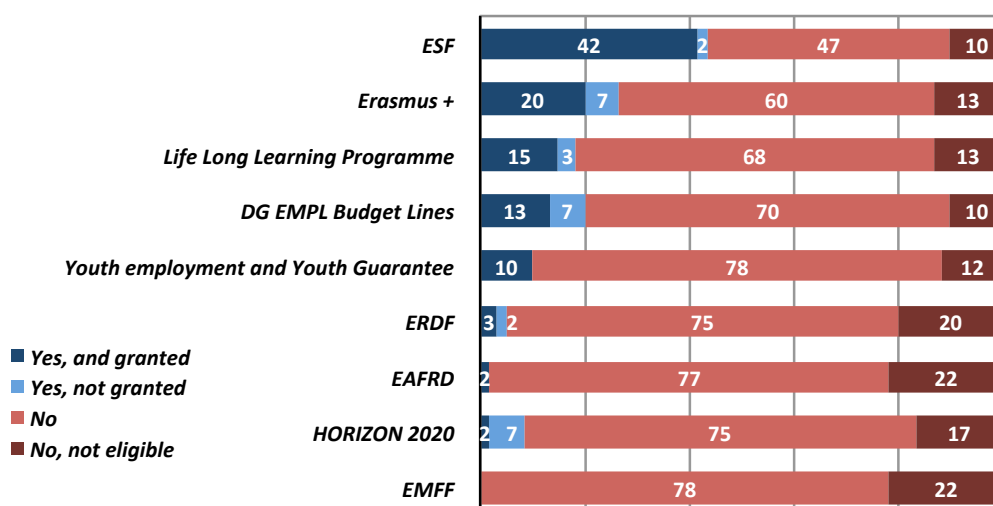 ESF 42 2 47 10
Erasmus + 20 7 60 13
Life Long Learning Programme 15 3 68 13
DG EMPL Budget Lines 13 7 70 10
Youth employment and Youth Guarantee 10 78 12
ERDF 3 2 75 20
EAFRD 2 77 22
HORIZON 2020 2 7 75 17
EMFF 78 22
Yes, and granted
Yes, not granted
No
No, not eligible